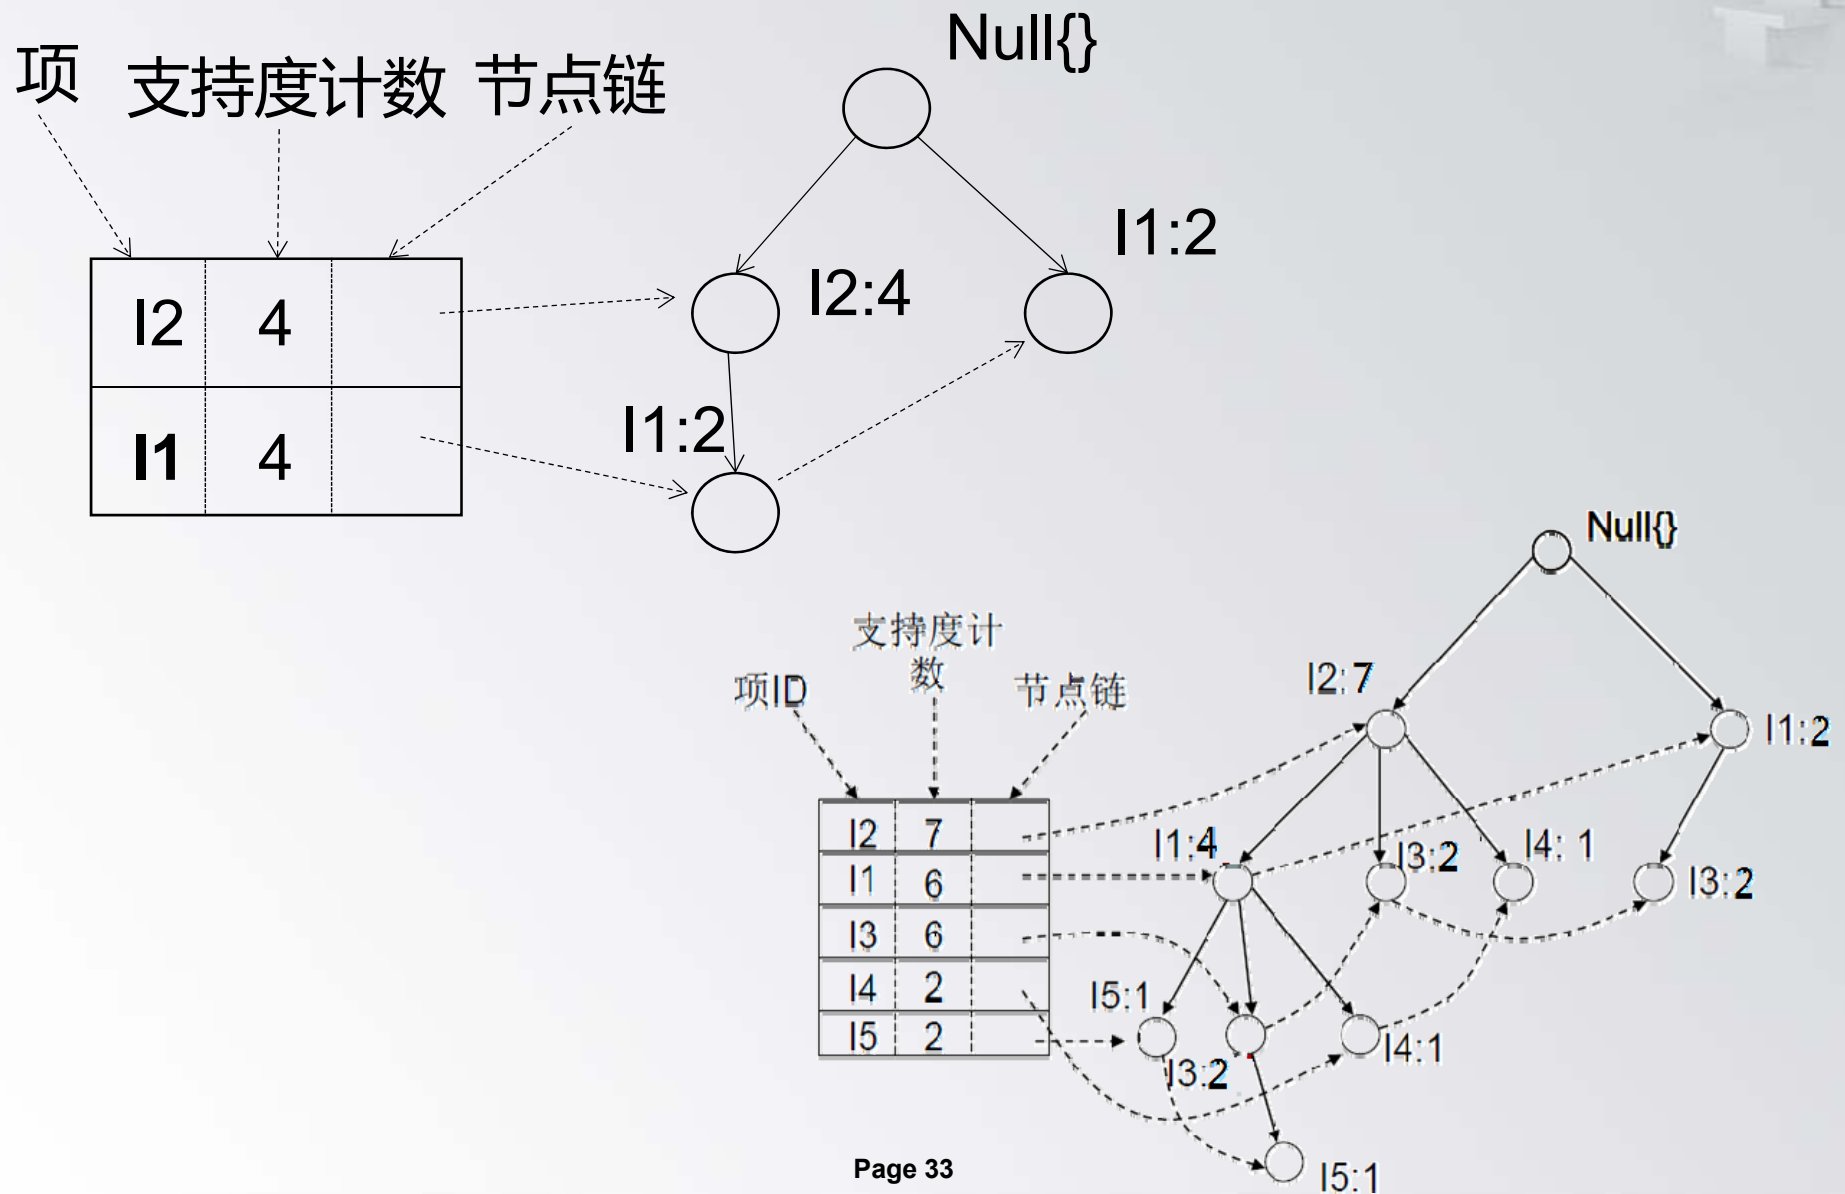 Null{}
项 支持度计数 节点链
I1:2
I2:4
I2 4
I1:2
I1 4
Null{}
支持度计
数
项ID 节点链
I2:7
I1:2
I2 7
I1:4 I3:2 I4: 1 I3:2
I1 6
I3 6
I4 2
I5:1
I5 2
I4:1
I3:2
I5:1
Page 33